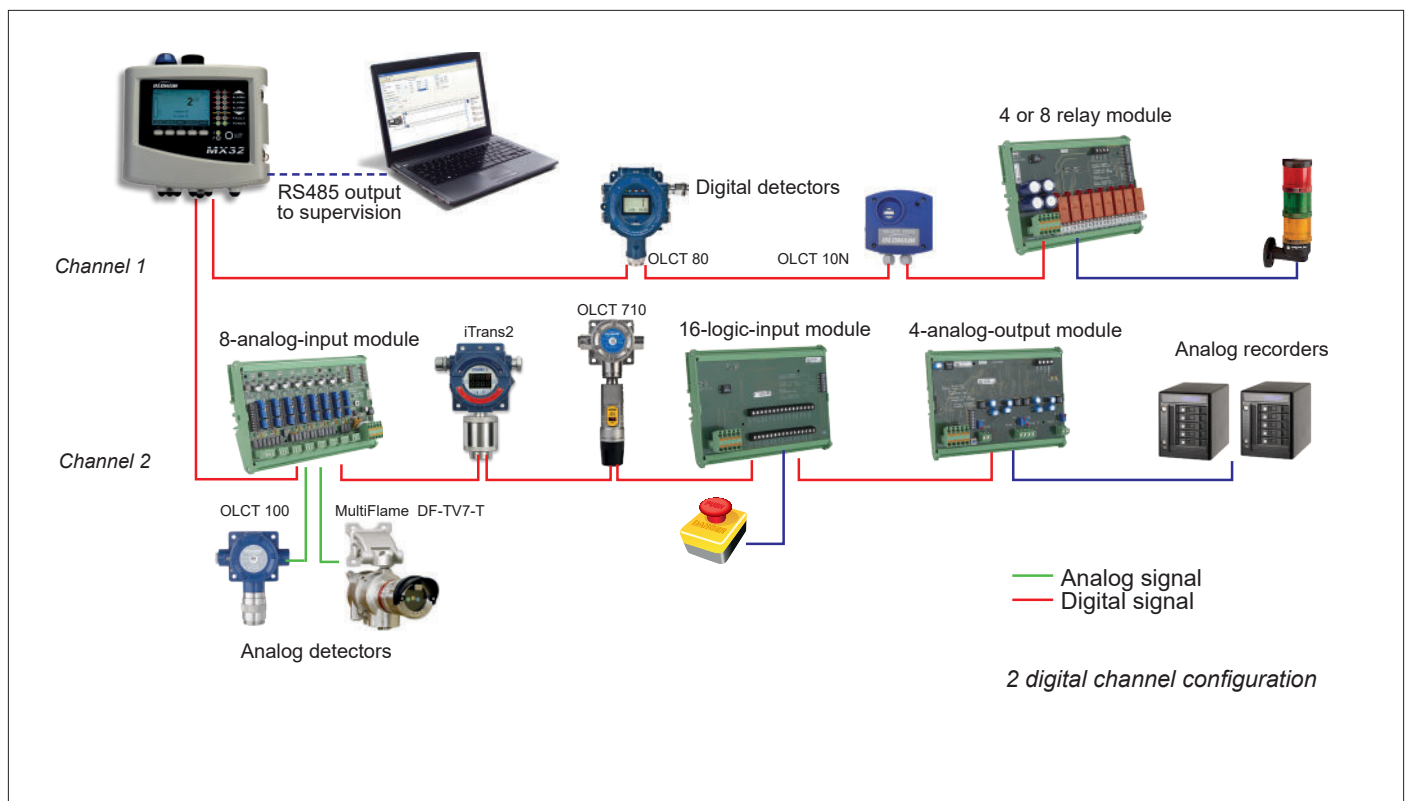 OLDHAM
MX32
RS485 output
to supervision
Digital detectors
4 or 8 relay module
Channel 1
OLCT 80
OLCT 10N
OLDHAM
8-analog-input module
iTrans2
OLCT 710
16-logic-input module
4-analog-output module
Analog recorders
Channel 2
OLCT 100
MultiFlame DF-TV7-T
Analog detectors
Analog signal
Digital signal
2 digital channel configuration